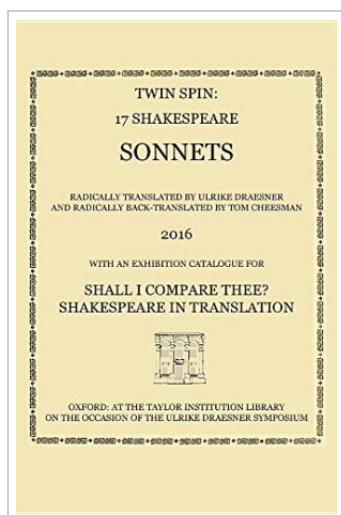 TWIN SPIN:
17 SHAKESPEARE
SONNETS
RADICALLY TRANSLATED BY ULRIKE DRAESNER
AND RADICALLY BACK-TRANSLATED BY TOM CHEESMAN
2016
WITH AN EXHIBITION CATALOGUE FOR
SHALL I COMPARE THEE?
SHAKESPEARE IN TRANSLATION
OXFORD: AT THE TAYLOR INSTITUTION LIBRARY
ON THE OCCASION OF THE ULRIKE DRAESNER SYMPOSIUM